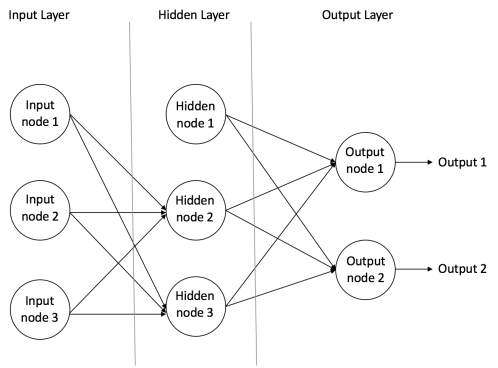 Input Layer
Hidden Layer
Output Layer
Input
node 1
Hidden
node 1
Output
node 1
Output 1
Input
node 2
Hidden
node 2
Output
node 2
Output 2
Input
node 3
Hidden
node 3